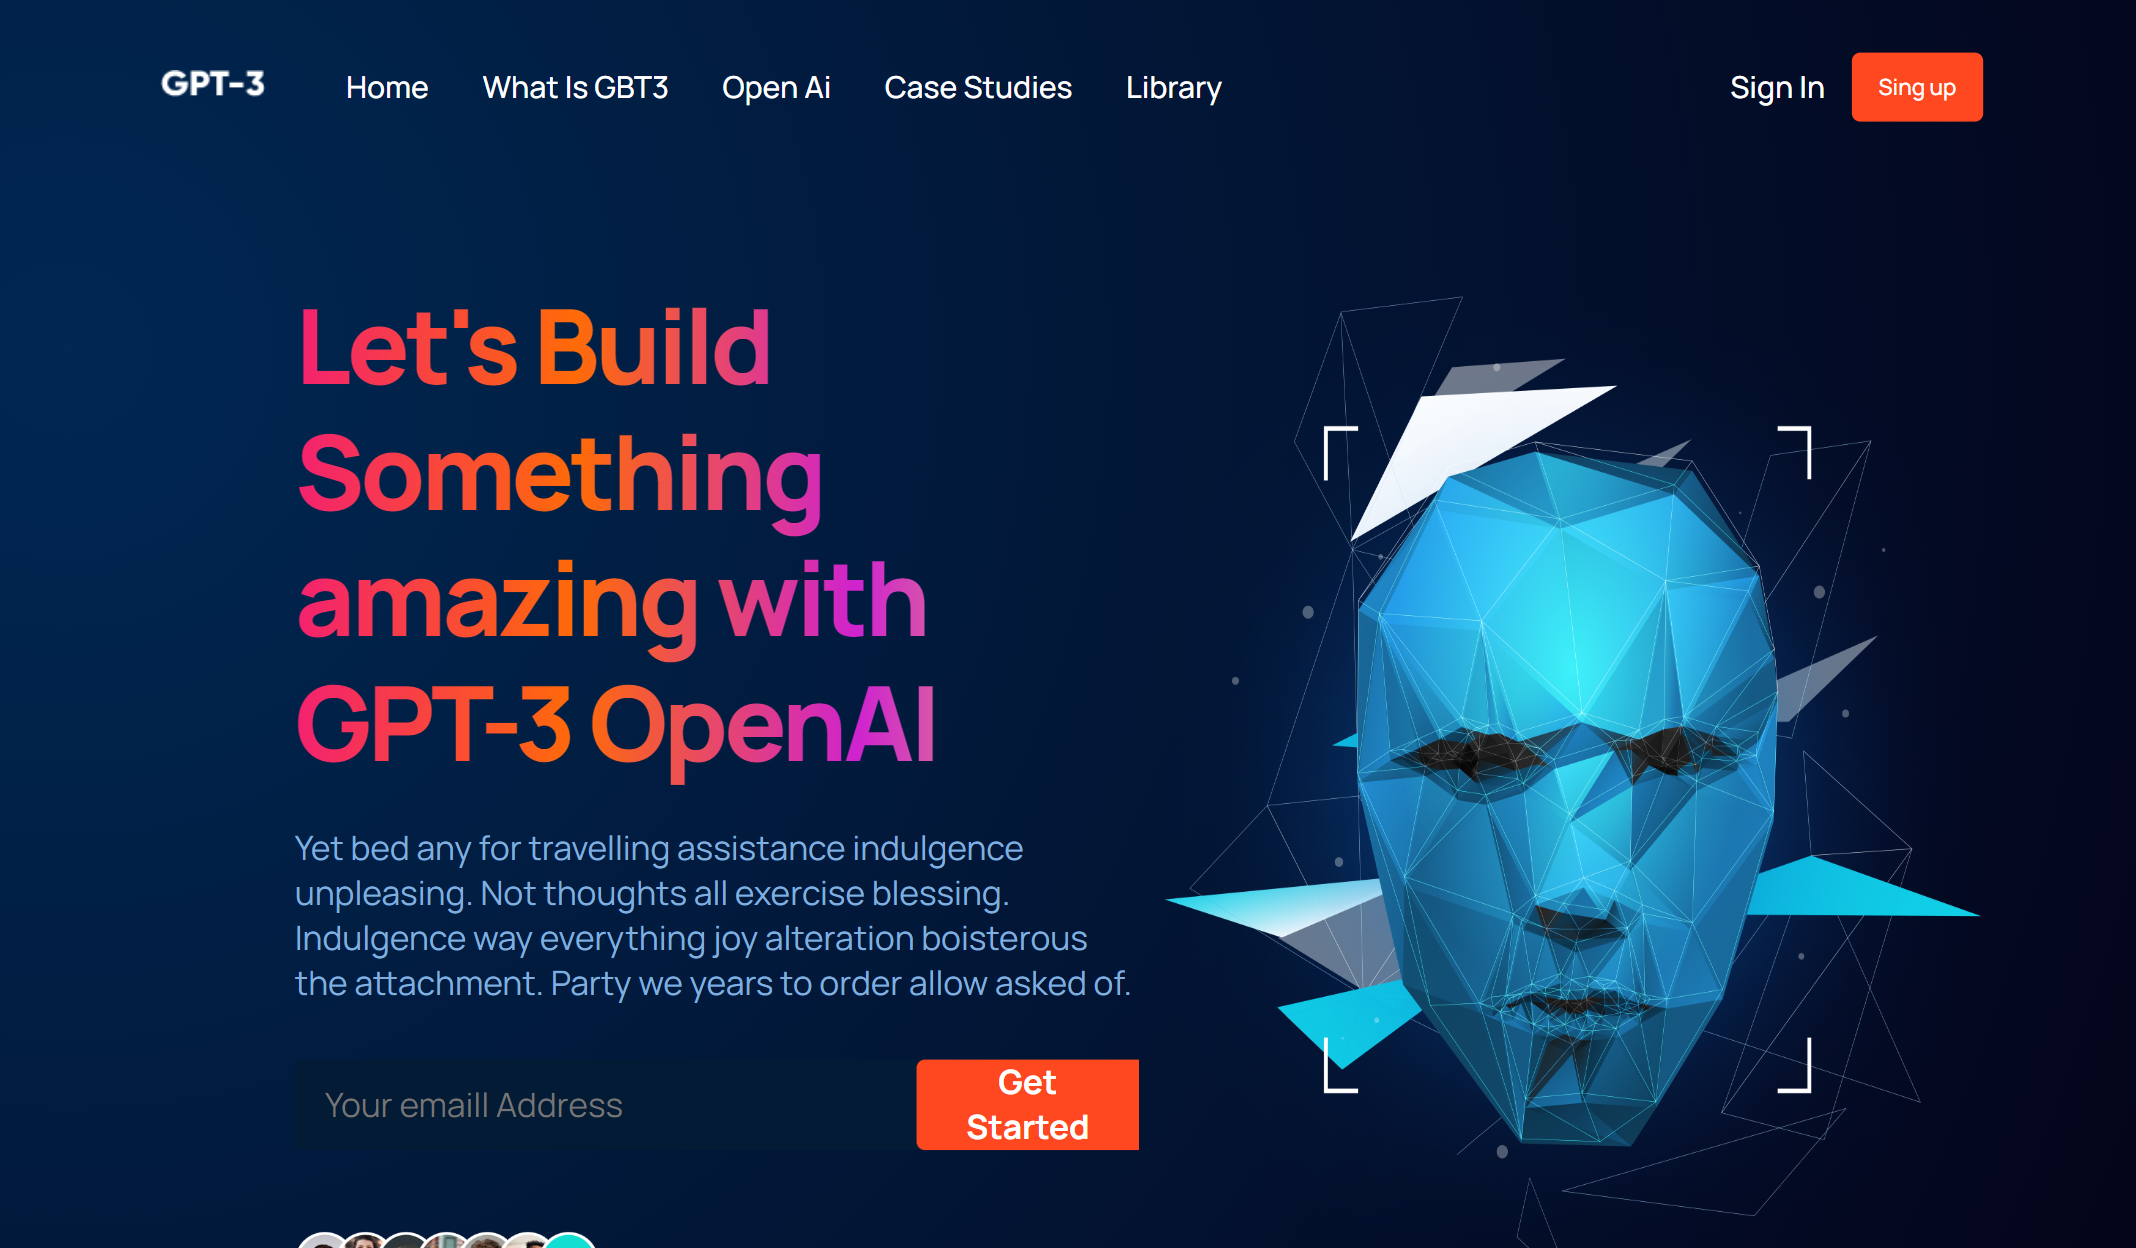 GPT-3
Home What Is GBT3 Open Ai Case Studies Library
Sign In Sing up
Let's Build
Something
amazing with
GPT-3 OpenAI
Yet bed any for travelling assistance indulgence
unpleasing. Not thoughts all exercise blessing.
Indulgence way everything joy alteration boisterous
the attachment. Party we years to order allow asked of.
Your emaill Address
Get
Started